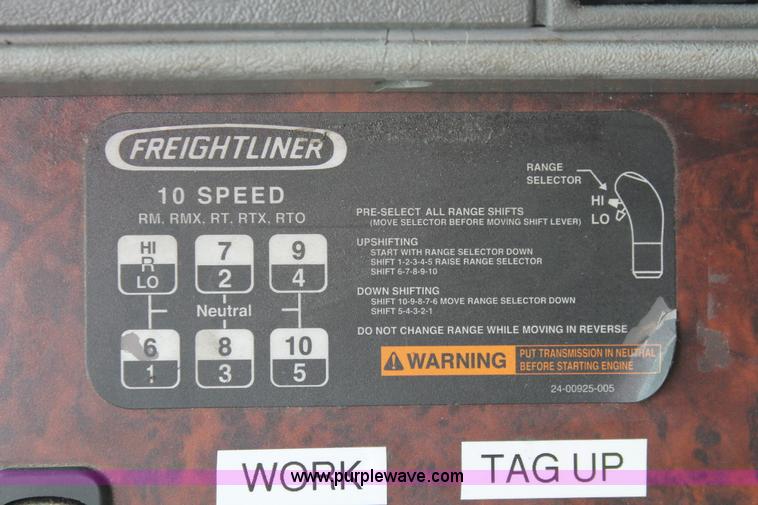 FREIGHTLINER
10 SPEED
RM, RMX, RT, RTX, RTO
HI
R
LO
7
2
9
4
Neutral
6
1
8
3
10
5
RANGE
SELECTOR
HI
LO
PRE-SELECT ALL RANGE SHIFTS
(MOVE SELECTOR BEFORE MOVING SHIFT LEVER)
UPSHIFTING
START WITH RANGE SELECTOR DOWN
SHIFT 1-2-3-4-5 RAISE RANGE SELECTOR
SHIFT 6-7-8-9-10
DOWN SHIFTING
SHIFT 10-9-8-7-6 MOVE RANGE SELECTOR DOWN
SHIFT 5-4-3-2-1
DO NOT CHANGE RANGE WHILE MOVING IN REVERSE
WARNING
PUT TRANSMISSION IN NEUTRAL
BEFORE STARTING ENGINE
24-00925-005
WORK
TAG UP
www.purplewave.com